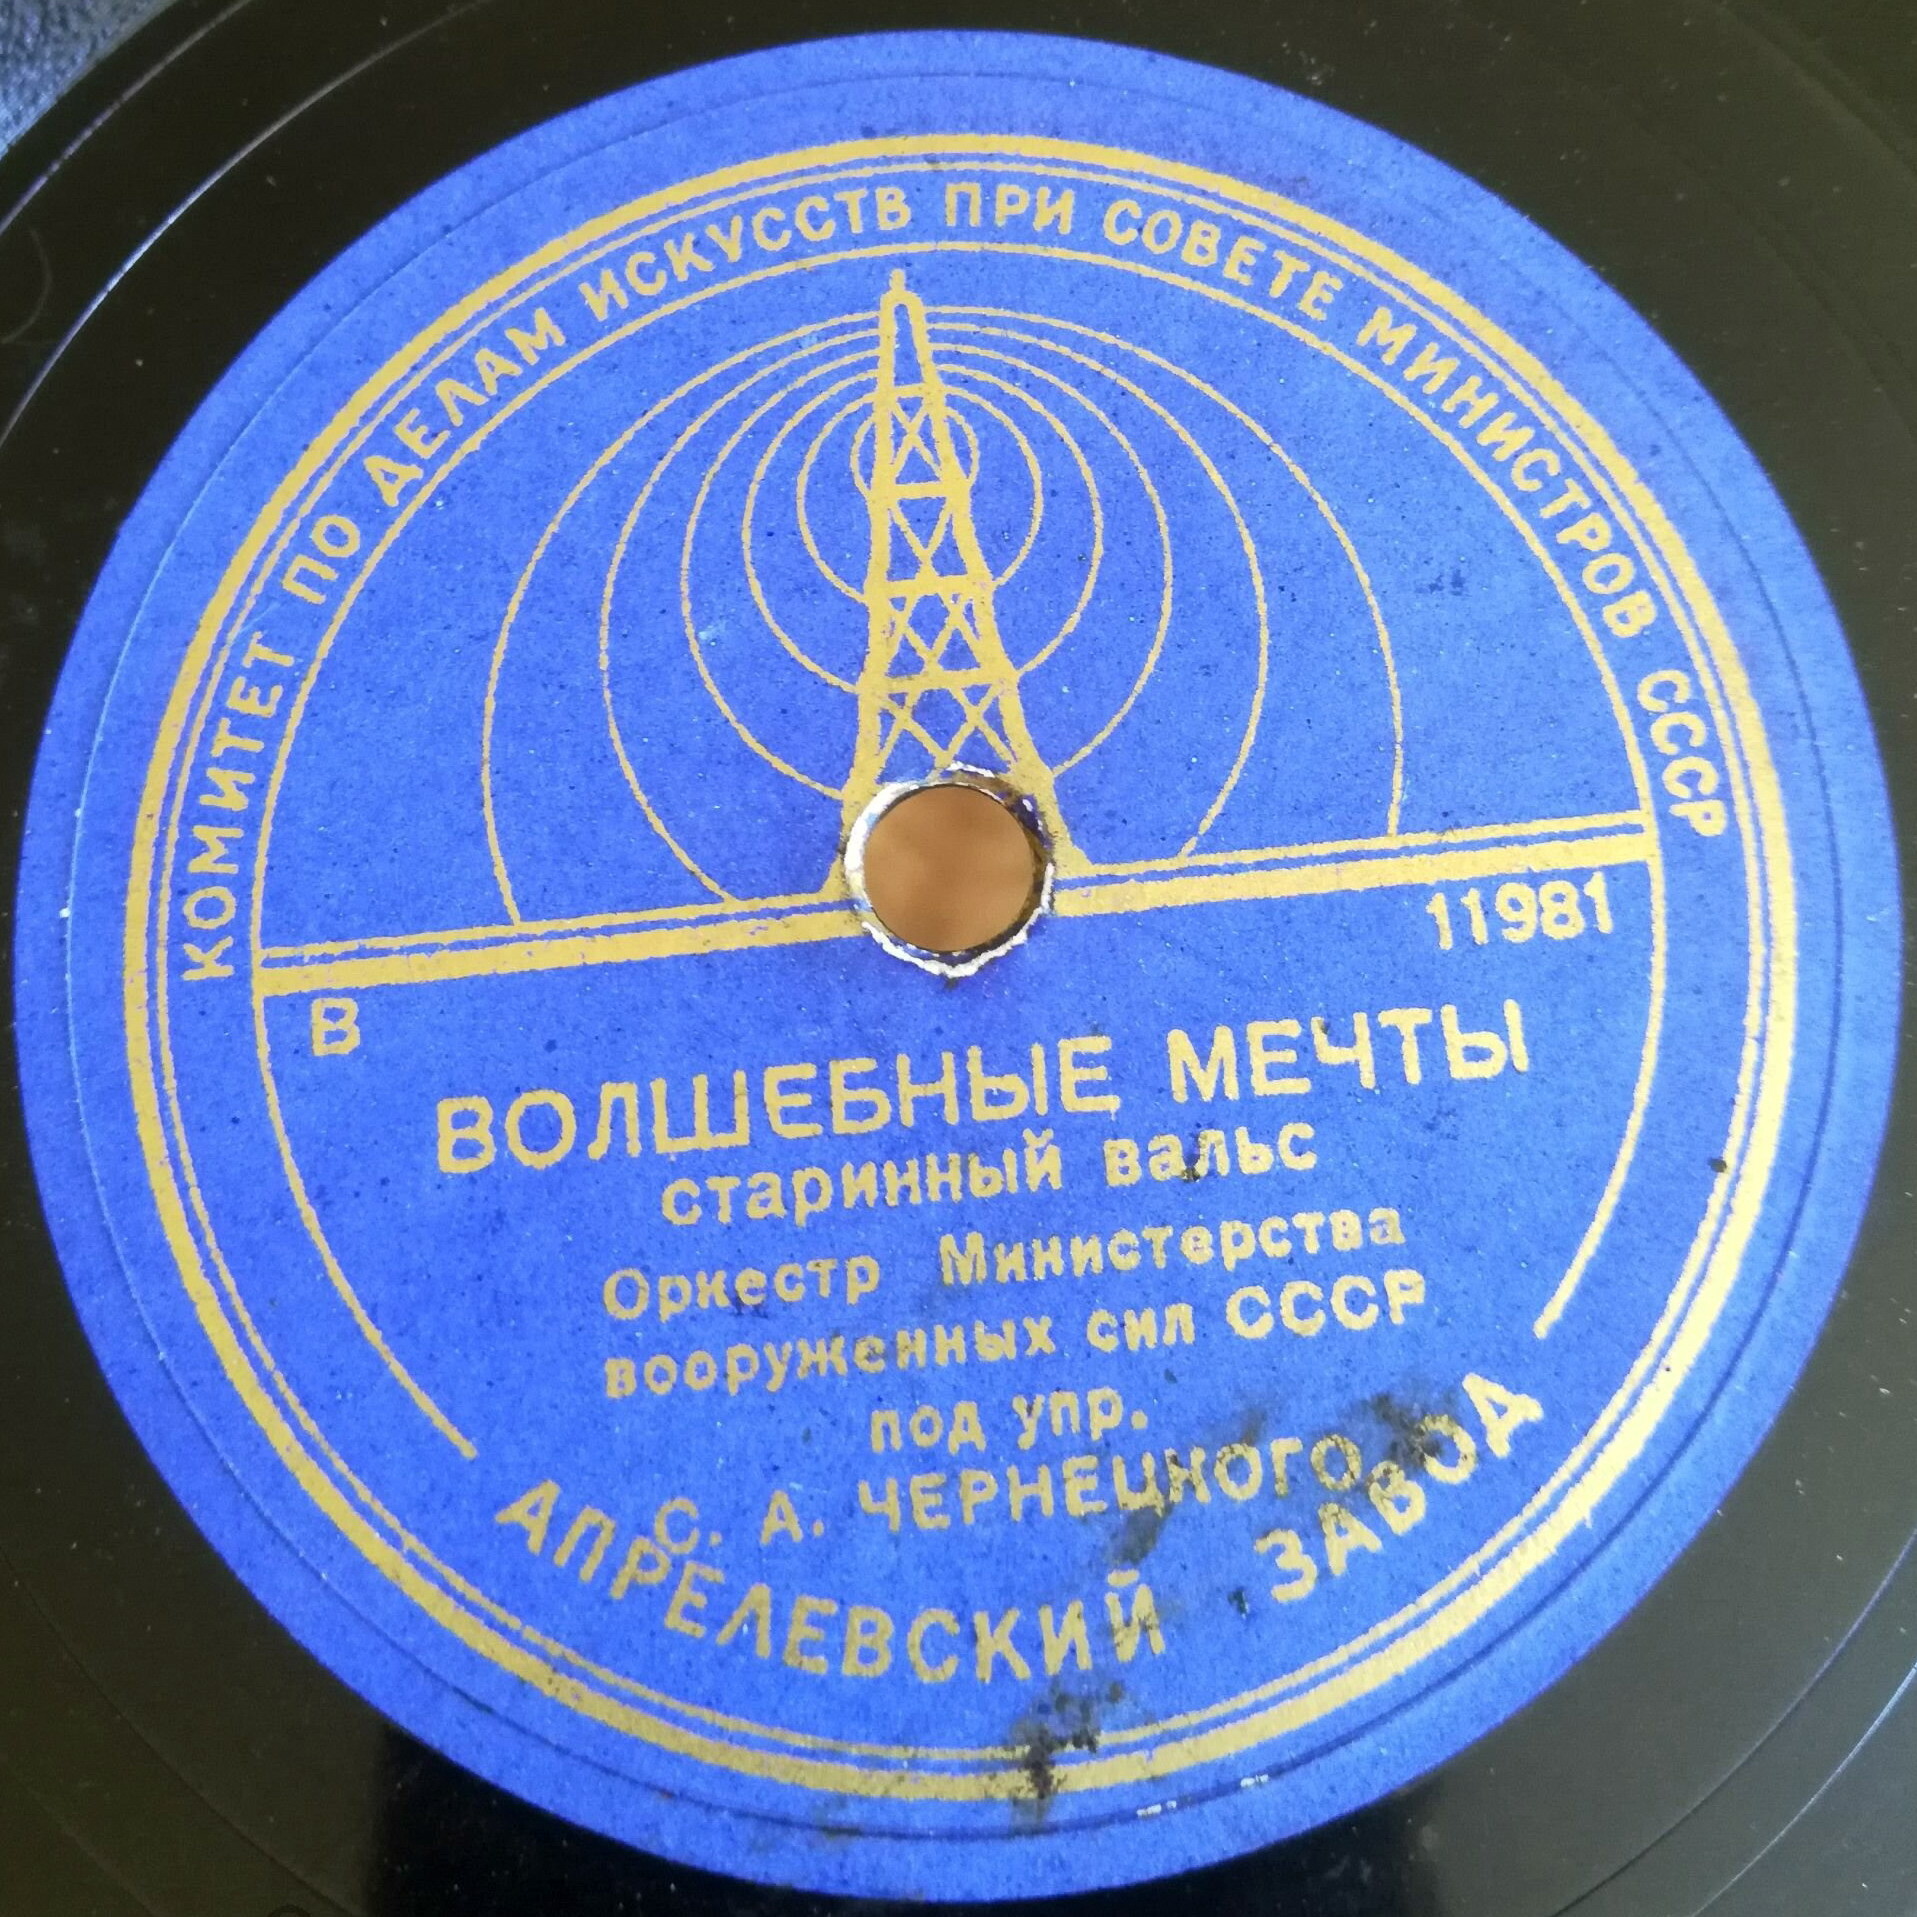 КОМИТЕТ ПО ДЕЛАМ ИСКУССТВ ПРИ СОВЕТЕ МИНИСТРОВ СССР
11981
В
ВОЛШЕБНЫЕ МЕЧТЫ
старинный вальс
Оркестр Министерства
вооруженных сил СССР
под упр.
С. А. ЧЕРНЕЦКОГО
АПРЕЛЕВСКИЙ ЗАВОД